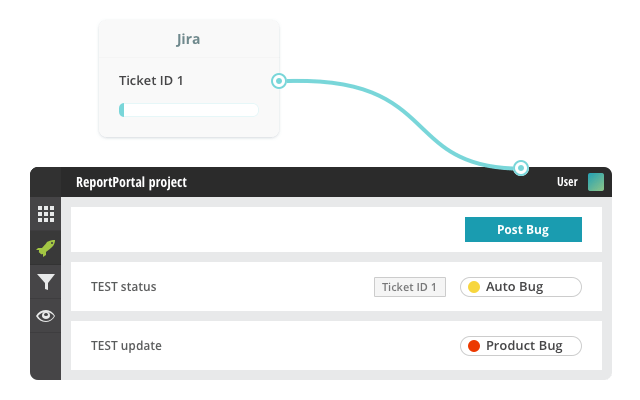 Jira
Ticket ID 1
ReportPortal project
User
Post Bug
TEST status
Ticket ID 1
Auto Bug
TEST update
Product Bug